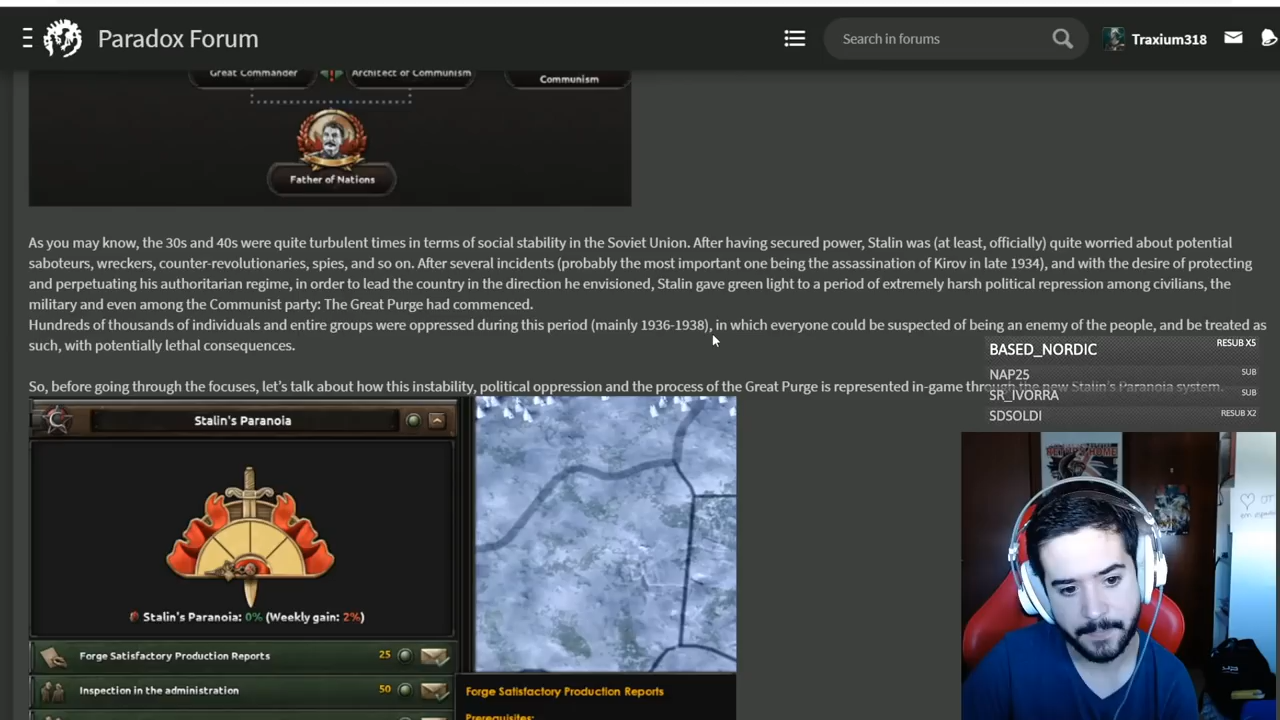 Paradox Forum
Search in forums
Traxium318
Great Commander
Architect of Communism
Communism
Father of Nations
As you may know, the 30s and 40s were quite turbulent times in terms of social stability in the Soviet Union. After having secured power, Stalin was (at least, officially) quite worried about potential
saboteurs, wreckers, counter-revolutionaries, spies, and so on. After several incidents (probably the most important one being the assassination of Kirov in late 1934), and with the desire of protecting
and perpetuating his authoritarian regime, in order to lead the country in the direction he envisioned, Stalin gave green light to a period of extremely harsh political repression among civilians, the
military and even among the Communist party: The Great Purge had commenced.
Hundreds of thousands of individuals and entire groups were oppressed during this period (mainly 1936-1938), in which everyone could be suspected of being an enemy of the people, and be treated as
such, with potentially lethal consequences.
BASED_NORDIC RESUB X5
NAP25 SUB
SR_IVORRA SUB
SDSOLDI RESUB X2
So, before going through the focuses, let's talk about how this instability, political oppression and the process of the Great Purge is represented in-game through the new Stalin's Paranoia system.
Stalin's Paranoia
Stalin's Paranoia: 0% (Weekly gain: 2%)
Forge Satisfactory Production Reports 25
Inspection in the administration 50
Forge Satisfactory Production Reports
Prerequisites: